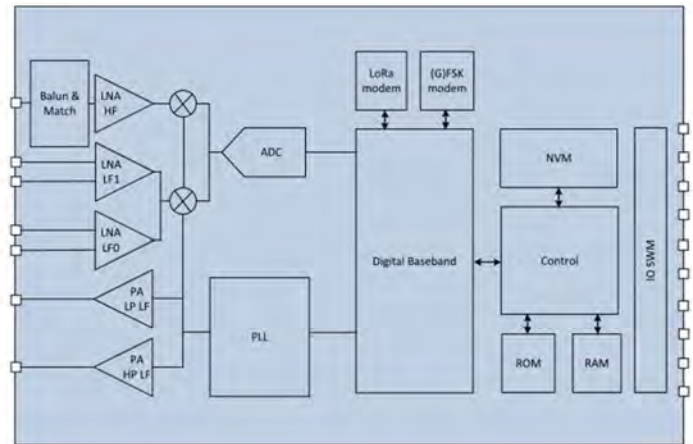 Balun &
Match
LNA
HF
LNA
LF1
LNA
LF0
PA
LP LF
PA
HP LF
ADC
PLL
LoRa
modem
(G)FSK
modem
Digital Baseband
NVM
Control
ROM
RAM
IO SWM